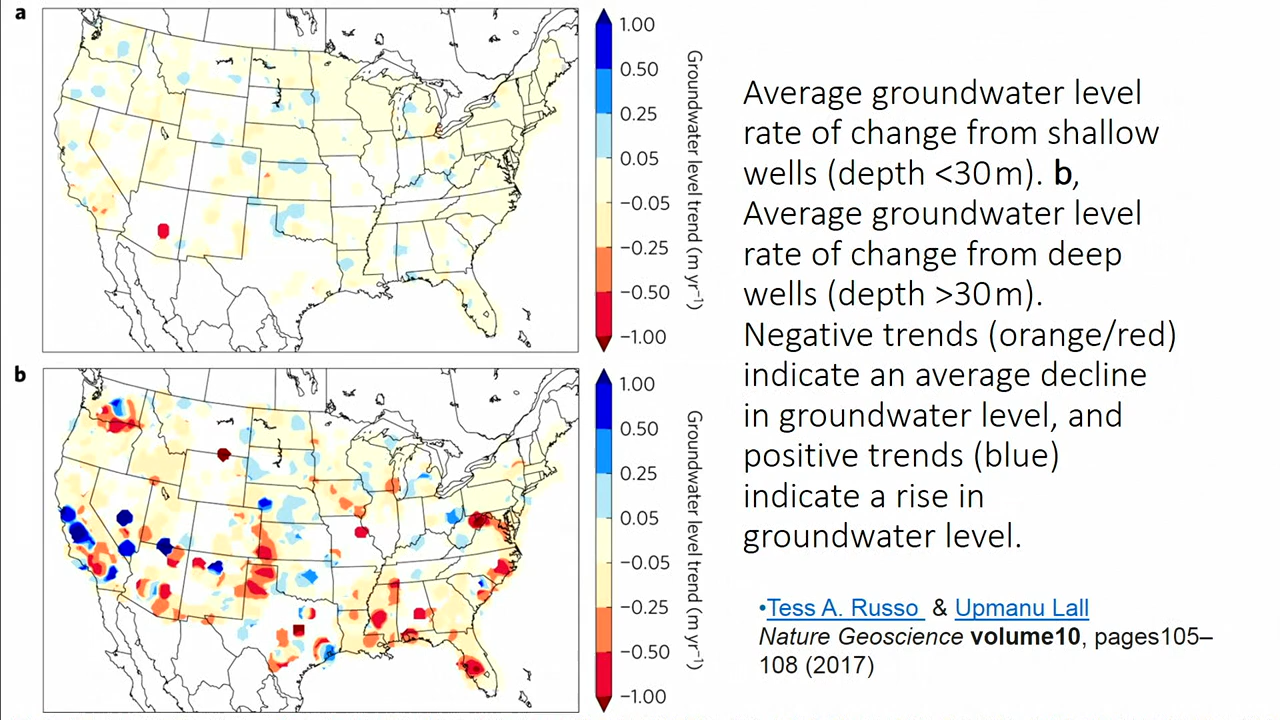 a
1.00
0.50
0.25
0.05
−0.05
−0.25
−0.50
−1.00
Groundwater level trend (m yr⁻¹)
b
1.00
0.50
0.25
0.05
−0.05
−0.25
−0.50
−1.00
Groundwater level trend (m yr⁻¹)
Average groundwater level
rate of change from shallow
wells (depth <30 m). b,
Average groundwater level
rate of change from deep
wells (depth >30 m).
Negative trends (orange/red)
indicate an average decline
in groundwater level, and
positive trends (blue)
indicate a rise in
groundwater level.
•Tess A. Russo & Upmanu Lall
Nature Geoscience volume10, pages105–
108 (2017)